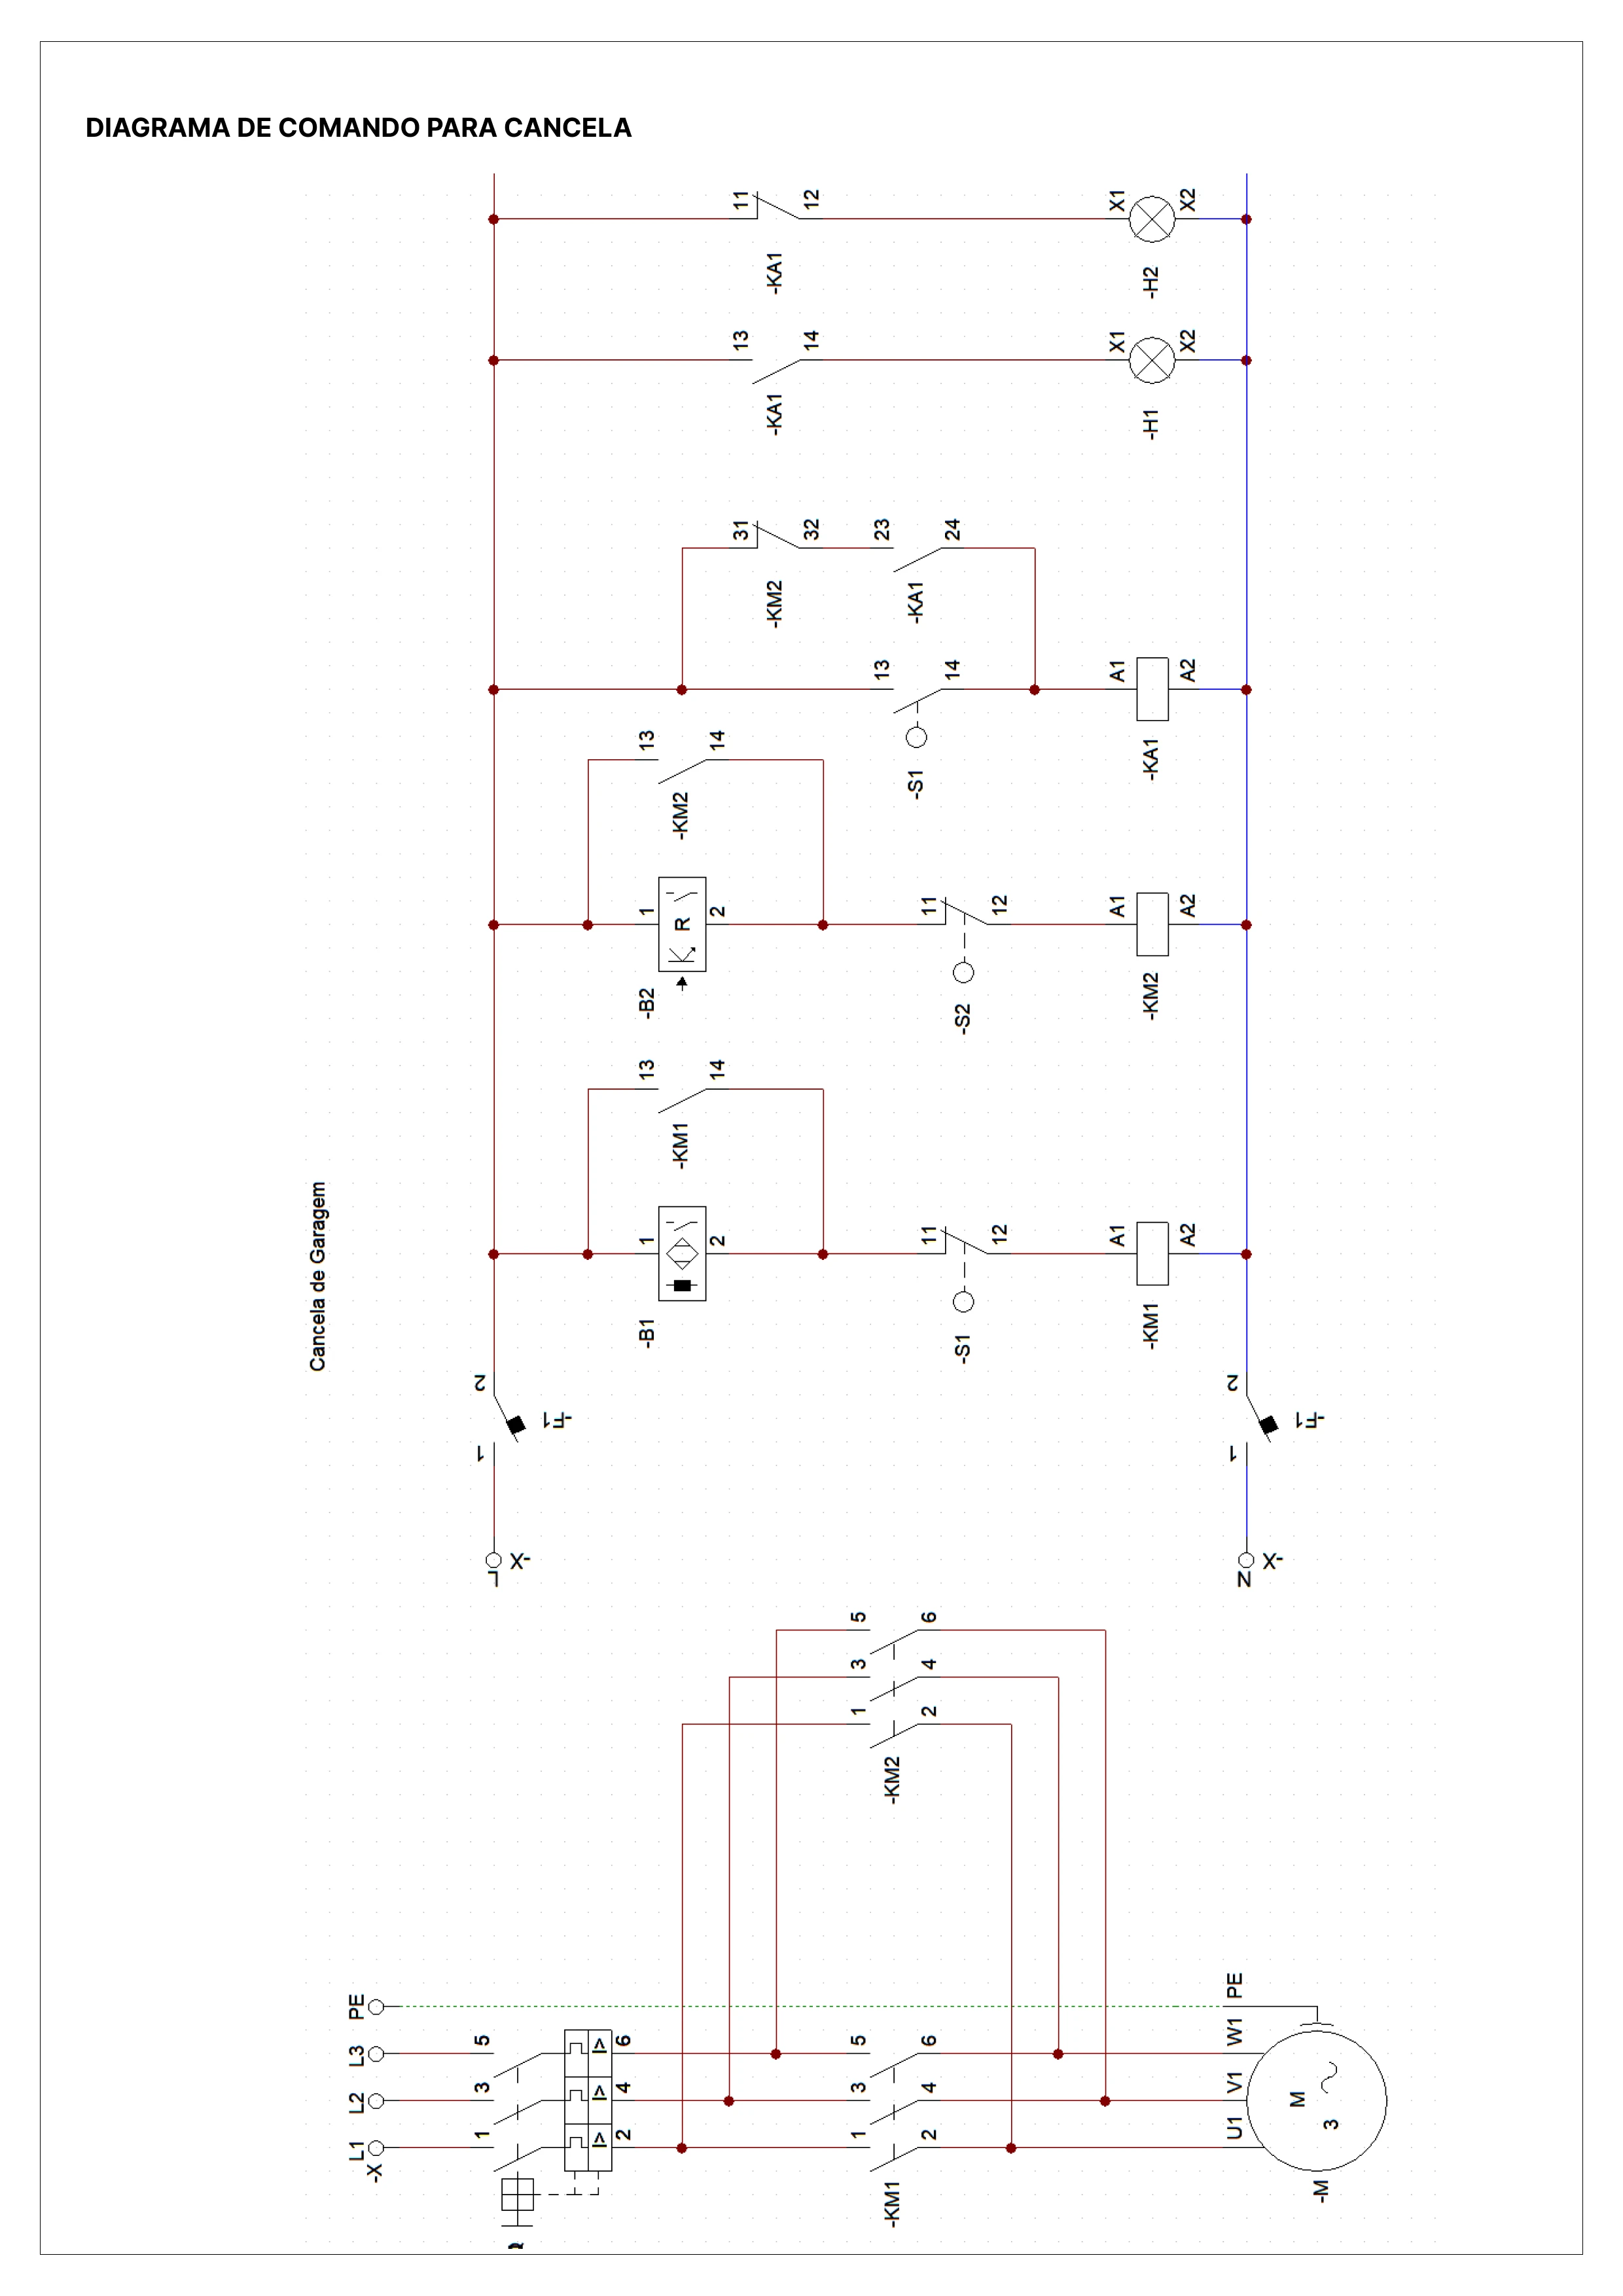 DIAGRAMA DE COMANDO PARA CANCELA
Cancela de Garagem
11
12
-KA1
X1
X2
-H2
13
14
-KA1
X1
X2
-H1
31
32
-KM2
23
24
-KA1
13
14
-S1
A1
A2
-KA1
13
14
-KM2
1
R
2
-B2
11
12
-S2
A1
A2
-KM2
13
14
-KM1
1
2
-B1
11
12
-S1
A1
A2
-KM1
2
-F1
1
2
-F1
1
L
-X
N
-X
5
6
3
4
1
2
-KM2
PE
PE
L3
5
6
5
6
W1
L2
3
4
3
4
V1
L1
1
2
1
2
U1
I>
I>
I>
-X
-KM1
M
3
-M